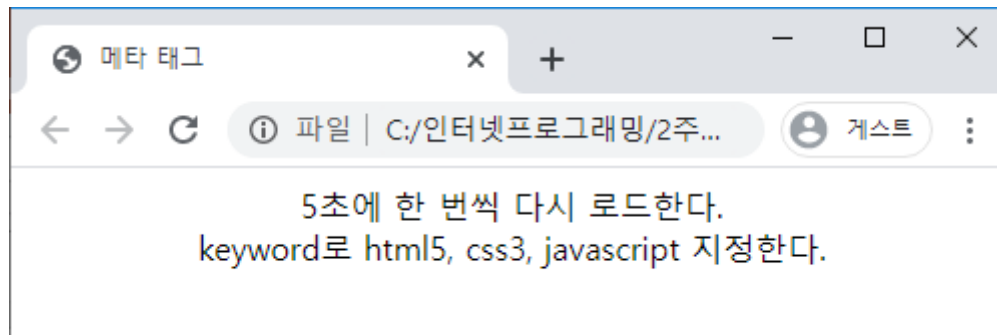 메타 태그
파일 | C:/인터넷프로그래밍/2주...
게스트
5초에 한 번씩 다시 로드한다.
keyword로 html5, css3, javascript 지정한다.